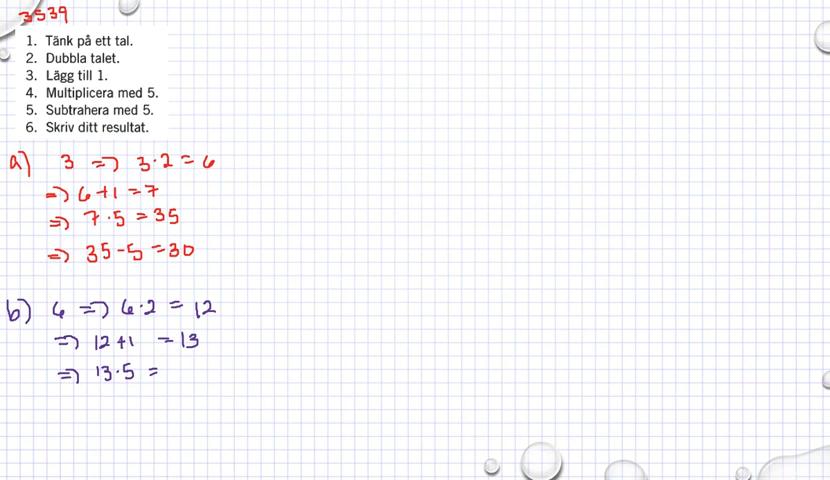 3539
1. Tänk på ett tal.
2. Dubbla talet.
3. Lägg till 1.
4. Multiplicera med 5.
5. Subtrahera med 5.
6. Skriv ditt resultat.
a) 3 => 3·2 = 6
=> 6+1 = 7
=> 7·5 = 35
=> 35-5 = 30
b) 6 => 6·2 = 12
=> 12+1 = 13
=> 13·5 =